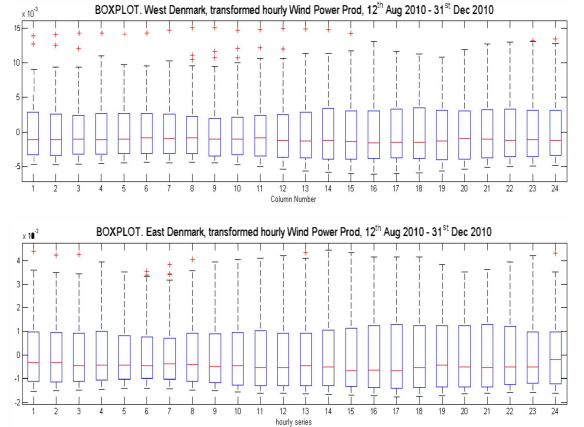 BOXPLOT. West Denmark, transformed hourly Wind Power Prod, 12th Aug 2010 - 31st Dec 2010
x 10-3
15
10
5
0
-5
1 2 3 4 5 6 7 8 9 10 11 12 13 14 15 16 17 18 19 20 21 22 23 24
Column Number
BOXPLOT. East Denmark, transformed hourly Wind Power Prod, 12th Aug 2010 - 31st Dec 2010
-3
4
3
2
1
0
-1
-2
1 2 3 4 5 6 7 8 9 10 11 12 13 14 15 16 17 18 19 20 21 22 23 24
hourly series